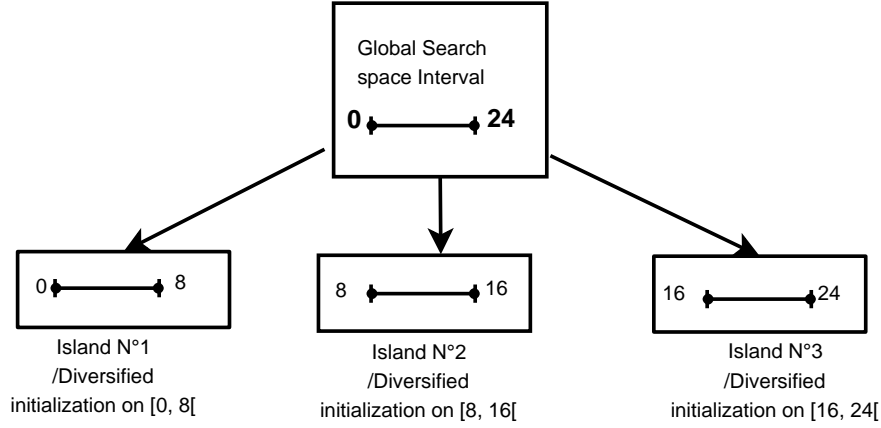 Global Search
space Interval
0 24
0 8
Island N°1
/Diversified
initialization on [0, 8[
8 16
Island N°2
/Diversified
initialization on [8, 16[
16 24
Island N°3
/Diversified
initialization on [16, 24[